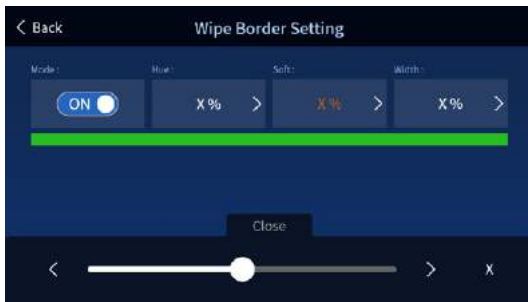 < Back
Wipe Border Setting
Mode:
Hue:
Soft:
Width:
ON
X% >
X% >
X% >
Close
< > X